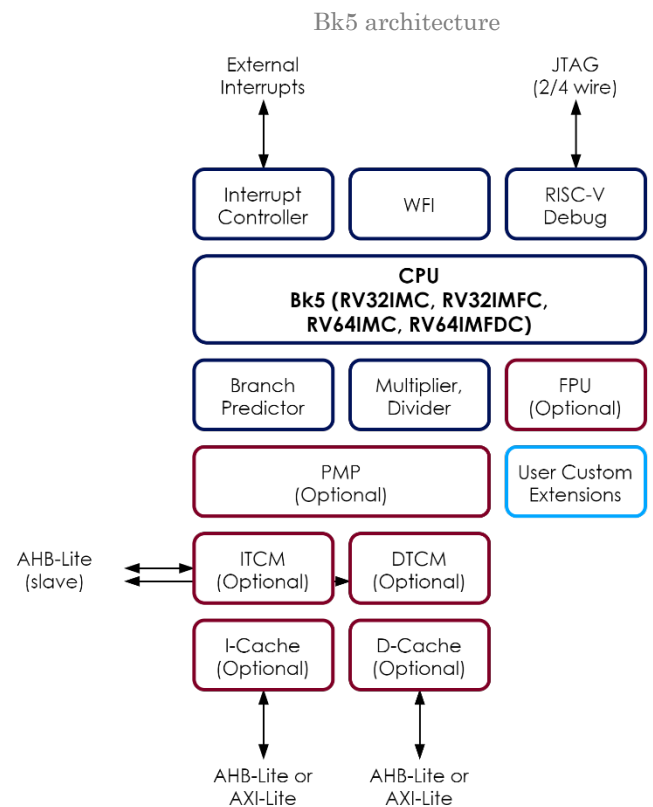 Bk5 architecture
External
Interrupts
JTAG
(2/4 wire)
Interrupt
Controller
WFI
RISC-V
Debug
CPU
Bk5 (RV32IMC, RV32IMFC,
RV64IMC, RV64IMFDC)
Branch
Predictor
Multiplier,
Divider
FPU
(Optional)
PMP
(Optional)
User Custom
Extensions
AHB-Lite
(slave)
ITCM
(Optional)
DTCM
(Optional)
I-Cache
(Optional)
D-Cache
(Optional)
AHB-Lite or
AXI-Lite
AHB-Lite or
AXI-Lite